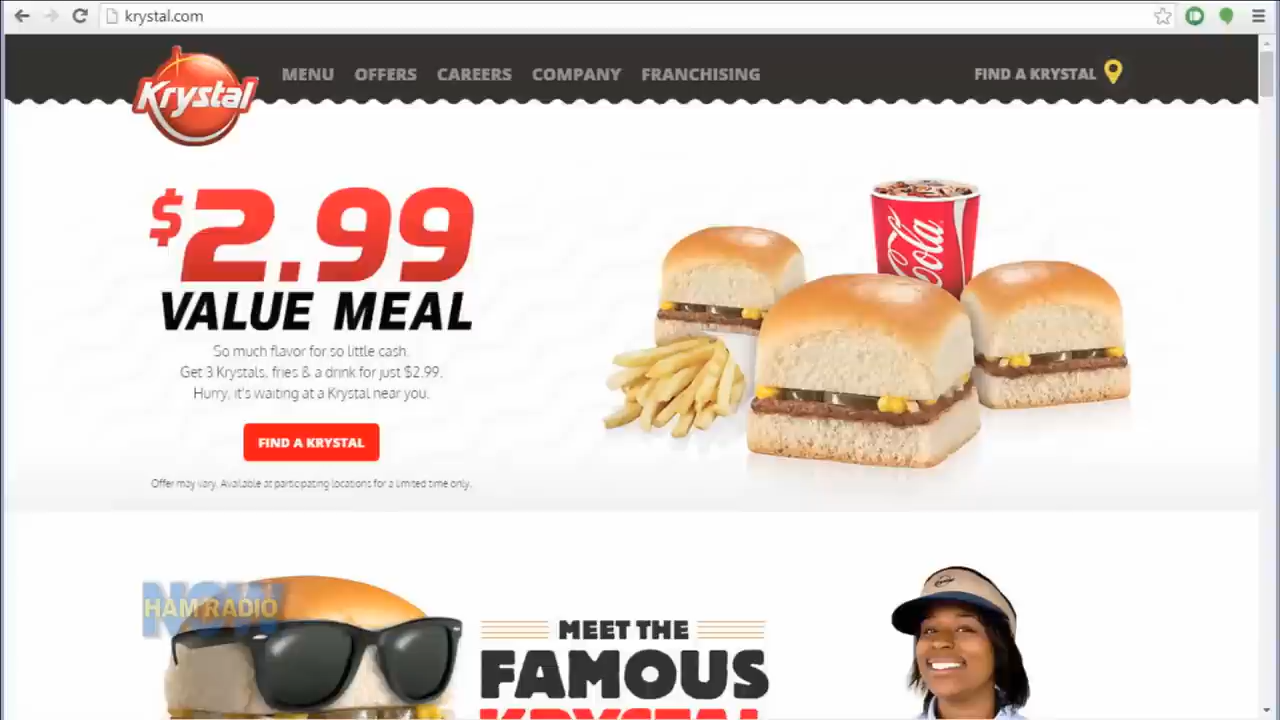 krystal.com
Krystal
MENU OFFERS CAREERS COMPANY FRANCHISING
FIND A KRYSTAL
$2.99
VALUE MEAL
So much flavor for so little cash.
Get 3 Krystals, fries & a drink for just $2.99.
Hurry, it's waiting at a Krystal near you.
FIND A KRYSTAL
Offer may vary. Available at participating locations for a limited time only.
Cola
NOW
HAM RADIO
MEET THE
FAMOUS
KRYSTAL